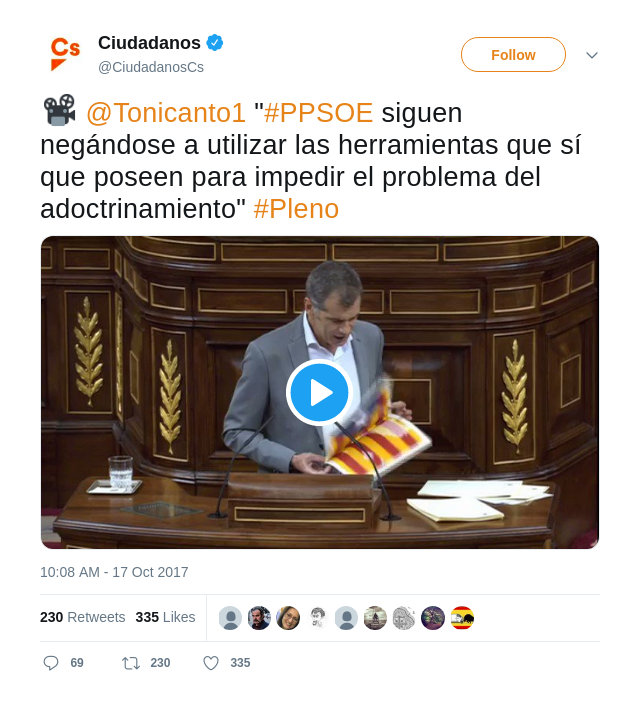 Cs
Ciudadanos
@CiudadanosCs
Follow
@Tonicanto1 "#PPSOE siguen
negándose a utilizar las herramientas que sí
que poseen para impedir el problema del
adoctrinamiento" #Pleno
10:08 AM - 17 Oct 2017
230 Retweets 335 Likes
69 230 335